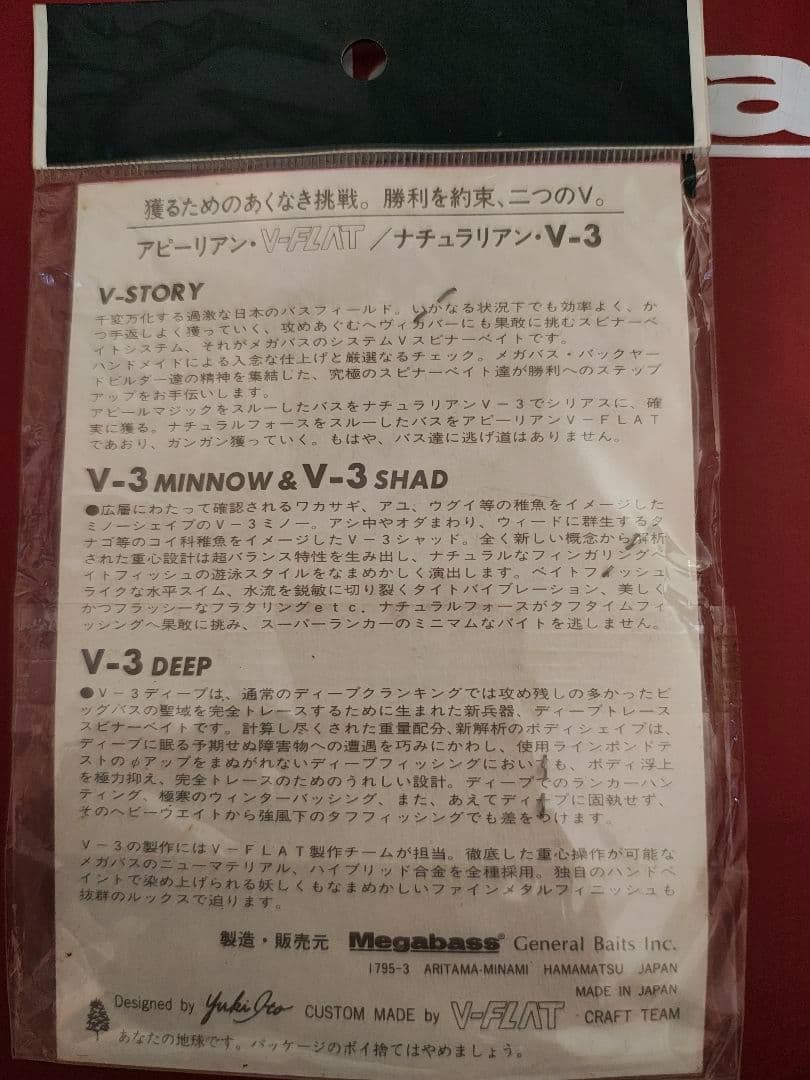 a
獲るためのあくなき挑戦。勝利を約束、二つのV。
アピーリアン・V-FLAT/ナチュラリアン・V-3
V-STORY
千変万化する過激な日本のバスフィールド。いかなる状況下でも効率よく、か
つ手返しよく獲っていく、攻めあぐむヘヴィカバーにも果敢に挑むスピナーベ
イトシステム、それがメガバスのシステムVスピナーベイトです。
ハンドメイドによる入念な仕上げと厳選なるチェック。メガバス・バックヤー
ドビルダー達の精神を集結した、究極のスピナーベイト達が勝利へのステップ
アップをお手伝いします。
アピールマジックをスルーしたバスをナチュラリアンV-3でシリアスに、確
実に獲る。ナチュラルフォースをスルーしたバスをアピーリアンV-FLAT
であおり、ガンガン獲っていく。もはや、バス達に逃げ道はありません。
V-3 MINNOW & V-3 SHAD
●広層にわたって確認されるワカサギ、アユ、ウグイ等の稚魚をイメージした
ミノーシェイプのV-3ミノー。アシ中やオダまわり、ウィードに群生するタ
ナゴ等のコイ科稚魚をイメージしたV-3シャッド。全く新しい概念から解析
された重心設計は超バランス特性を生み出し、ナチュラルなフィンガリングベ
イトフィッシュの遊泳スタイルをなまめかしく演出します。ベイトフィッシュ
ライクな水平スイム、水流を鋭敏に切り裂くタイトバイブレーション、美しく
かつフラッシーなフラタリングetc.ナチュラルフォースがタフタイムフィ
ッシングへ果敢に挑み、スーパーランカーのミニマムなバイトを逃しません。
V-3 DEEP
●V-3ディープは、通常のディープクランキングでは攻め残しの多かったビ
ッグバスの聖域を完全トレースするために生まれた新兵器、ディープトレース
スピナーベイトです。計算し尽くされた重量配分、新解析のボディシェイプは、
ディープに眠る予期せぬ障害物への遭遇を巧みにかわし、使用ラインポンドテ
ストのφアップをまぬがれないディープフィッシングにおいても、ボディ浮上
を極力抑え、完全トレースのためのうれしい設計。ディープでのランカーハン
ティング、極寒のウィンターバッシング、また、あえてディープに固執せず、
そのヘビーウエイトから強風下のタフフィッシングでも差をつけます。
V-3の製作にはV-FLAT製作チームが担当。徹底した重心操作が可能な
メガバスのニューマテリアル、ハイブリッド合金を全種採用。独自のハンドペ
イントで染め上げられる妖しくもなまめかしいファインメタルフィニッシュも
抜群のルックスで迫ります。
製造・販売元 Megabass® General Baits Inc.
1795-3 ARITAMA-MINAMI HAMAMATSU JAPAN
MADE IN JAPAN
Designed by Yuki Ito CUSTOM MADE by V-FLAT CRAFT TEAM
あなたの地球です。パッケージのポイ捨てはやめましょう。